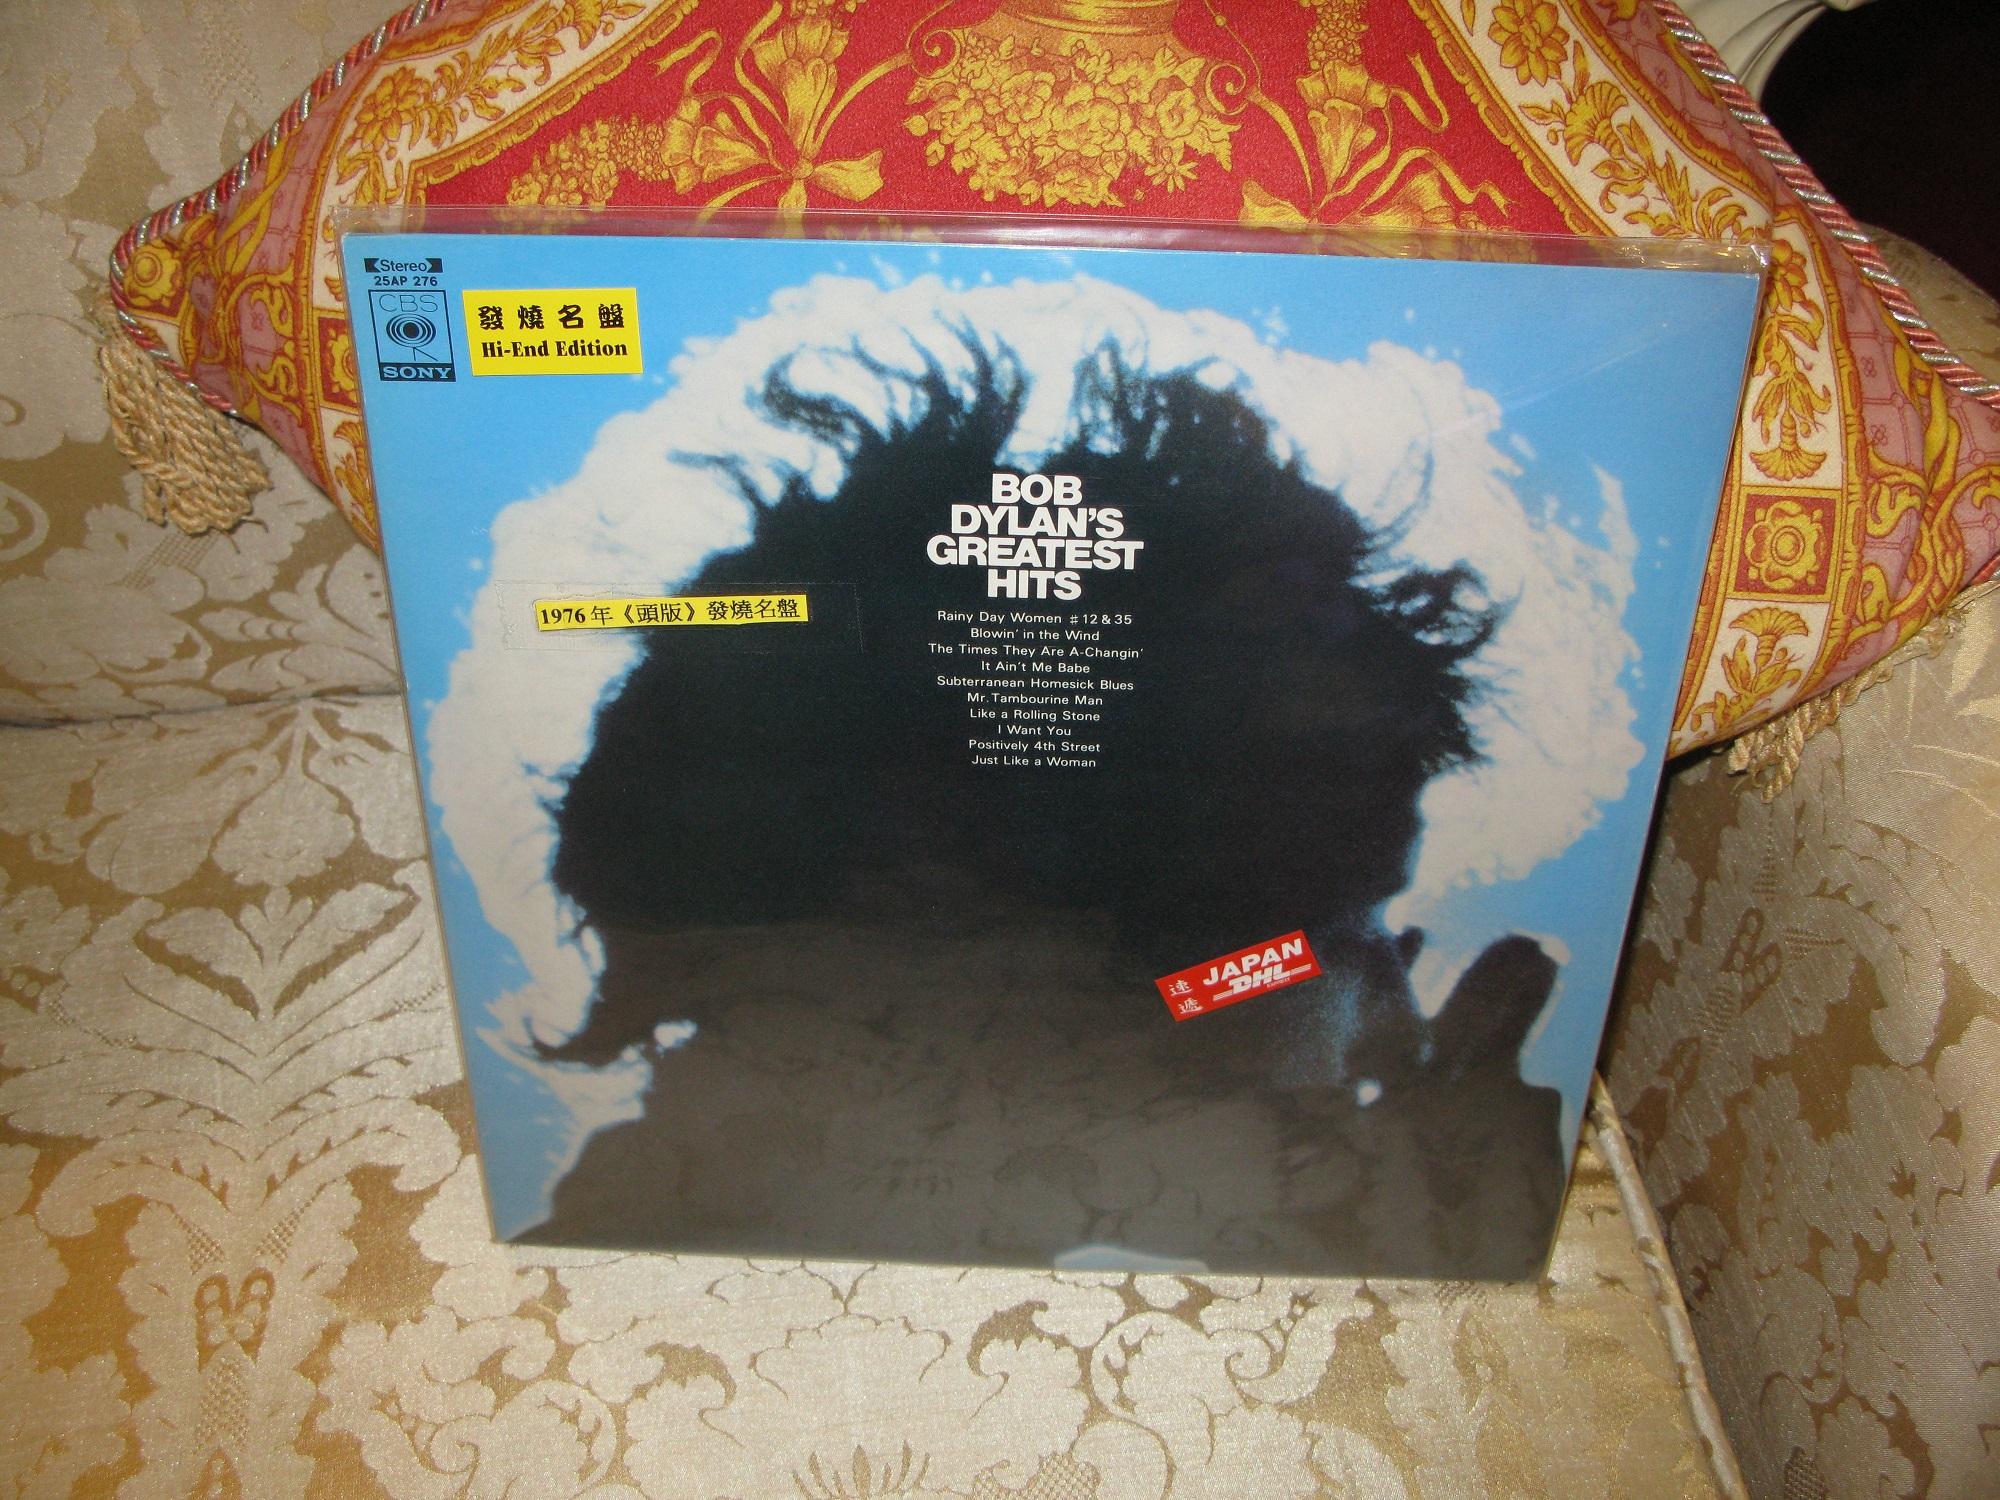 Stereo
25AP 276
CBS
SONY
發燒名盤
Hi-End Edition
BOB
DYLAN'S
GREATEST
HITS
1976年《頭版》發燒名盤
Rainy Day Women ♯12 & 35
Blowin' in the Wind
The Times They Are A-Changin'
It Ain't Me Babe
Subterranean Homesick Blues
Mr. Tambourine Man
Like a Rolling Stone
I Want You
Positively 4th Street
Just Like a Woman
速遞
JAPAN
DHL